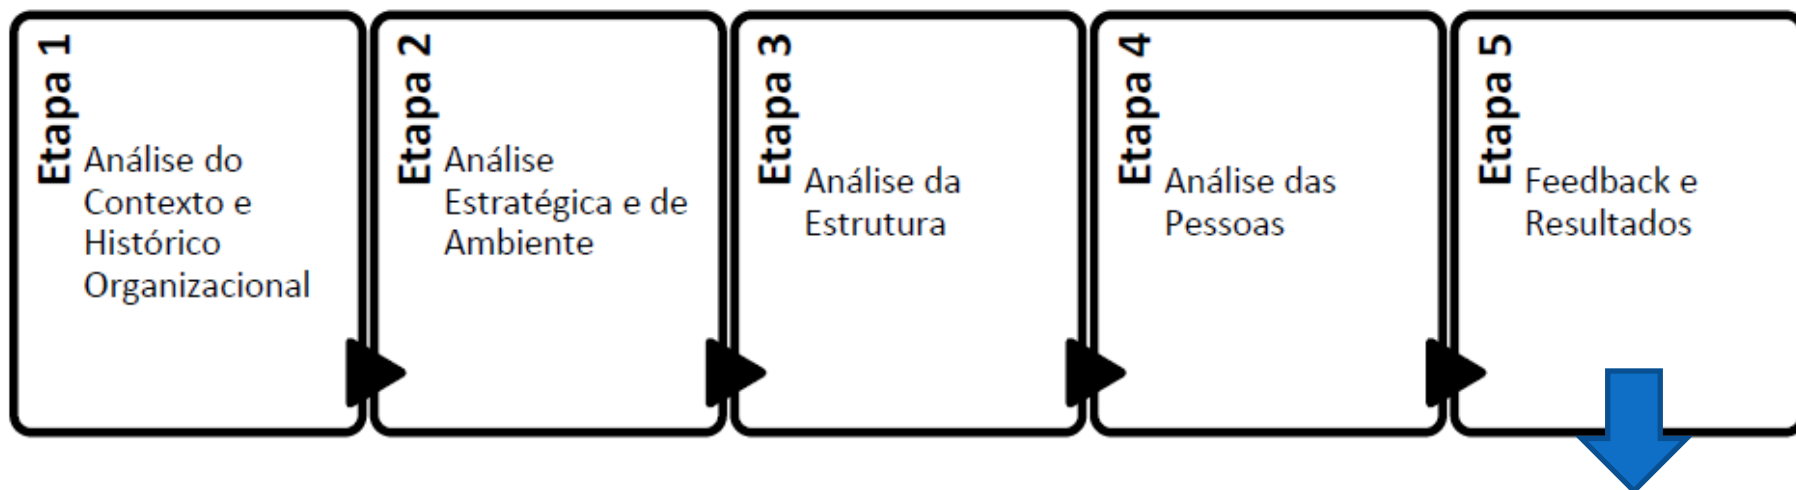 Etapa 1
Análise do
Contexto e
Histórico
Organizacional
Etapa 2
Análise
Estratégica e de
Ambiente
Etapa 3
Análise da
Estrutura
Etapa 4
Análise das
Pessoas
Etapa 5
Feedback e
Resultados